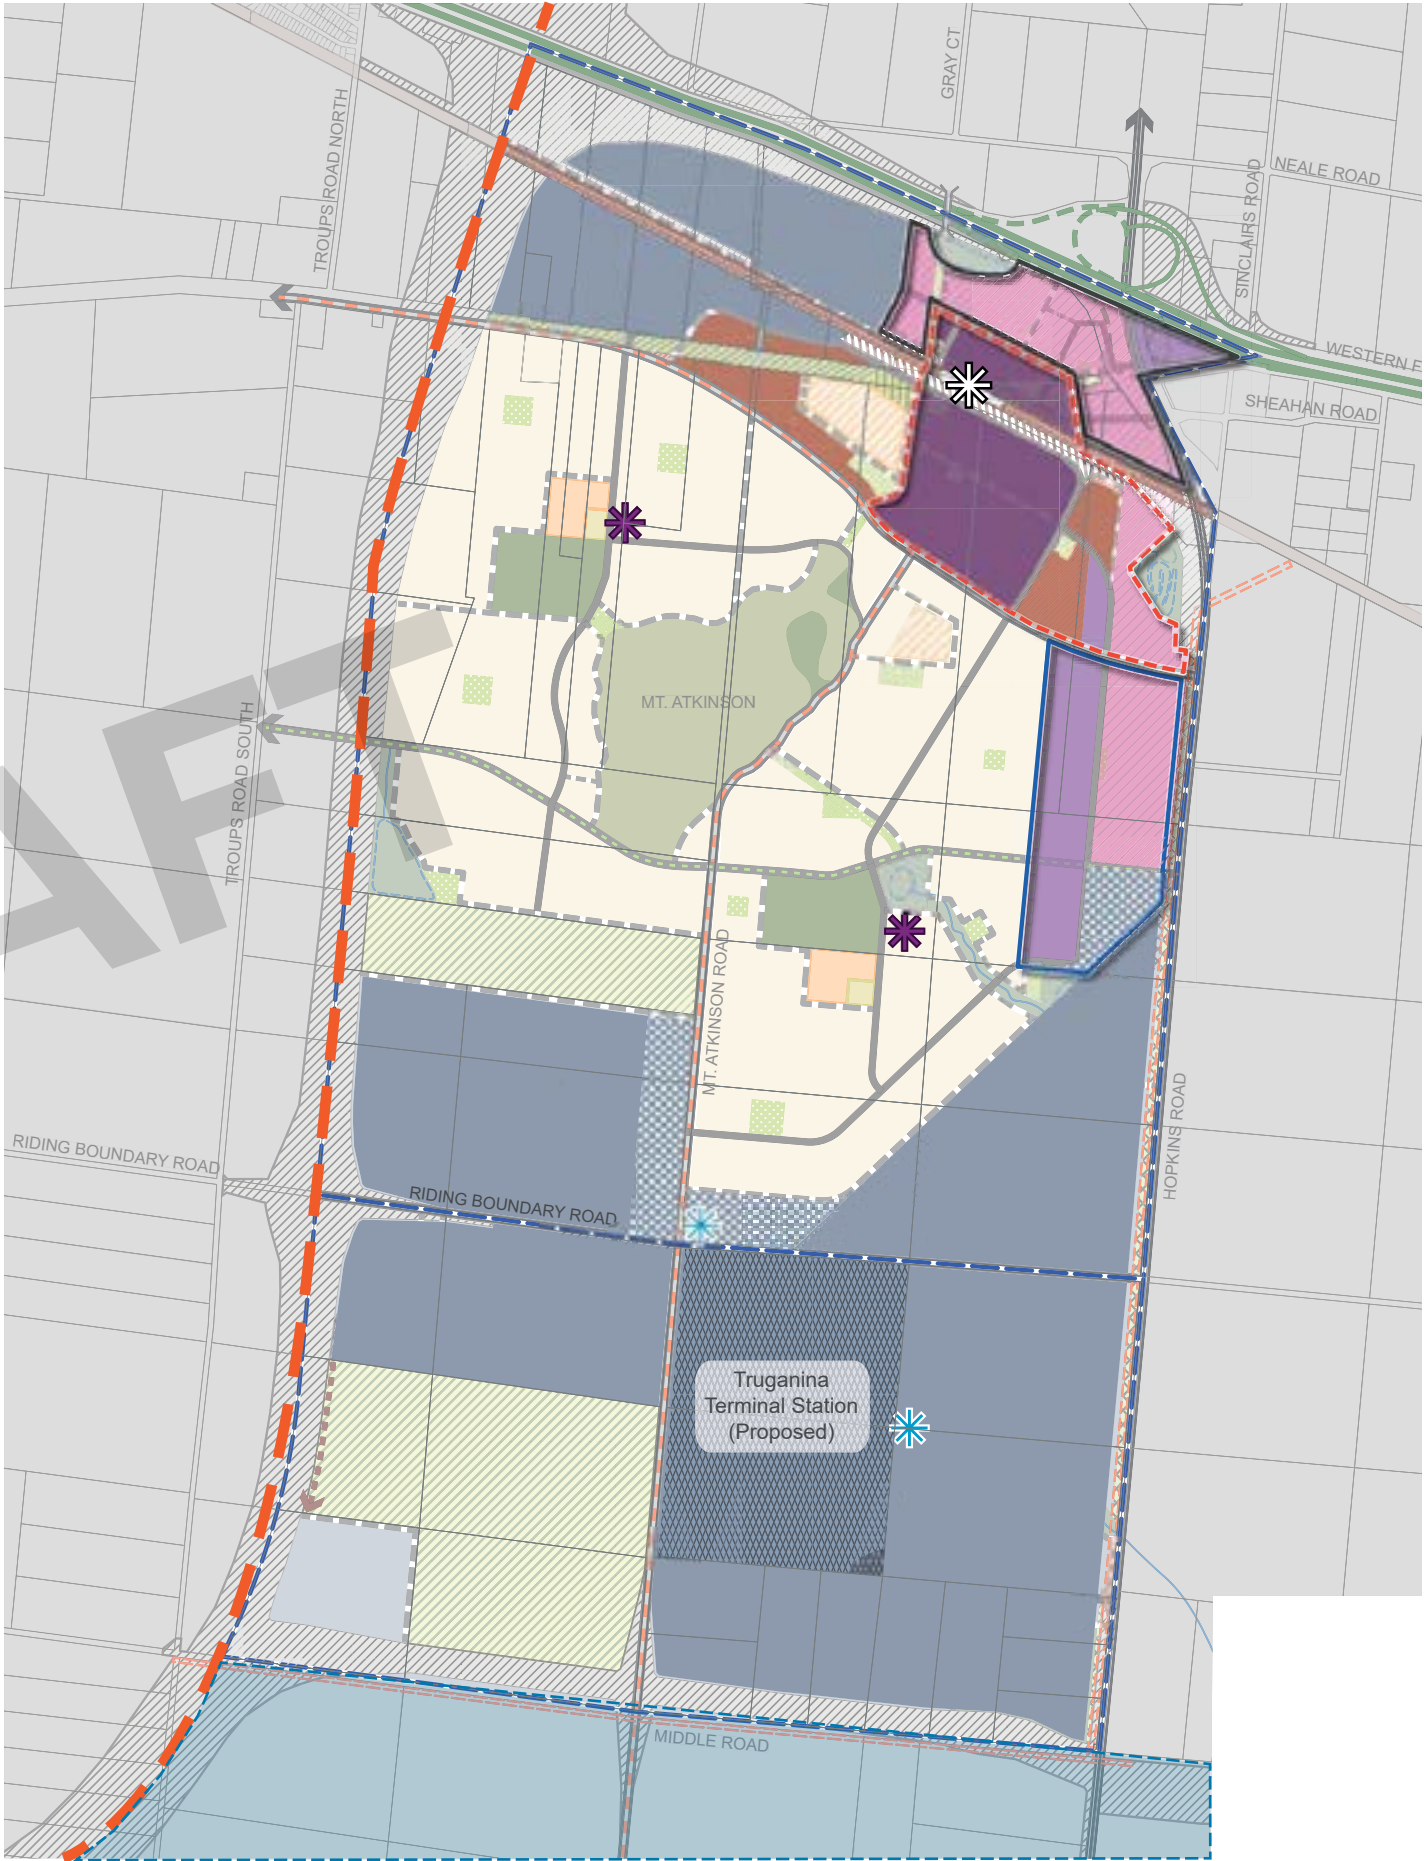 GRAY CT
TROUPS ROAD NORTH
NEALE ROAD
SINCLAIRS ROAD
WESTERN F
SHEAHAN ROAD
MT. ATKINSON
TROUPS ROAD SOUTH
AFT
MT. ATKINSON ROAD
HOPKINS ROAD
RIDING BOUNDARY ROAD
RIDING BOUNDARY ROAD
Truganina
Terminal Station
(Proposed)
MIDDLE ROAD